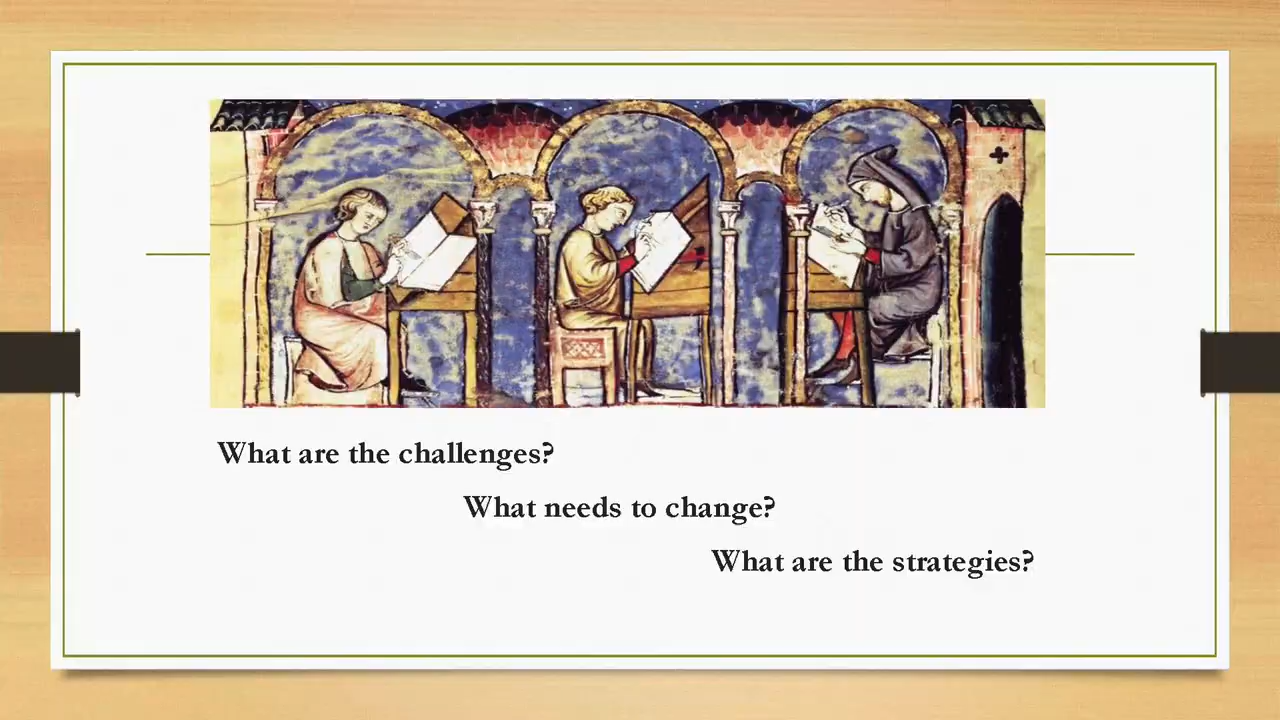 What are the challenges?
What needs to change?
What are the strategies?